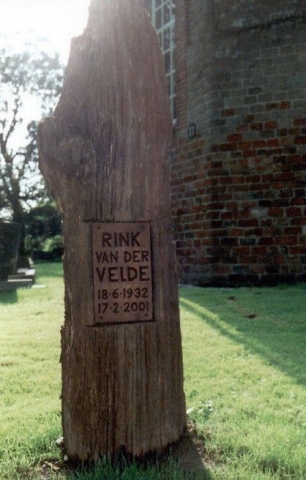 RINK
VAN DER
VELDE
18-6-1932
17-2-2001